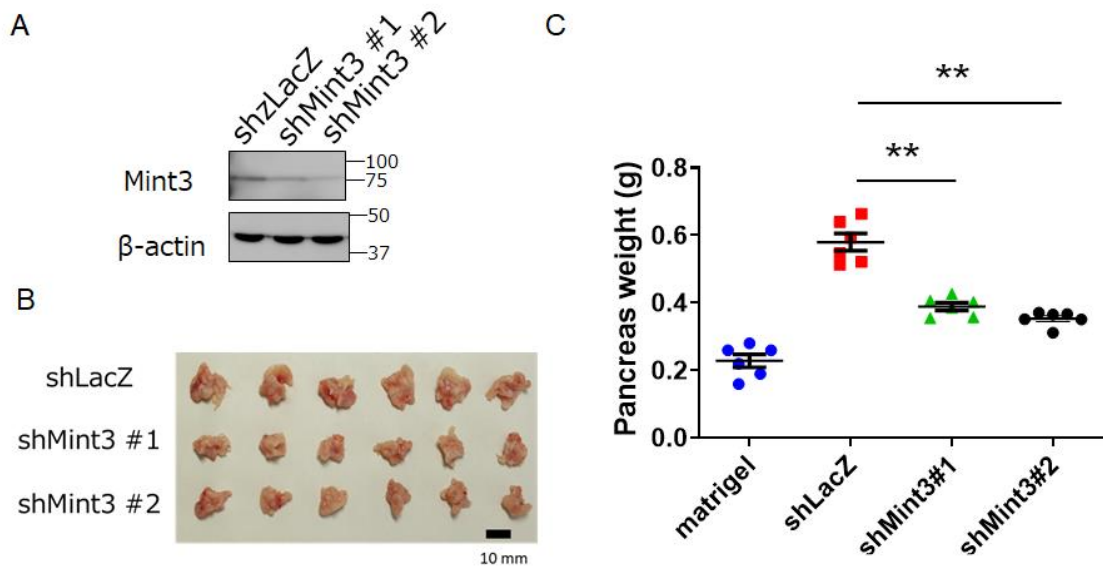 A
shzLacZ
shMint3 #1
shMint3 #2
Mint3
100
75
β-actin
50
37
B
shLacZ
shMint3 #1
shMint3 #2
10 mm
C
**
**
Pancreas weight (g)
0.8
0.6
0.4
0.2
0.0
matrigel
shLacZ
shMint3#1
shMint3#2